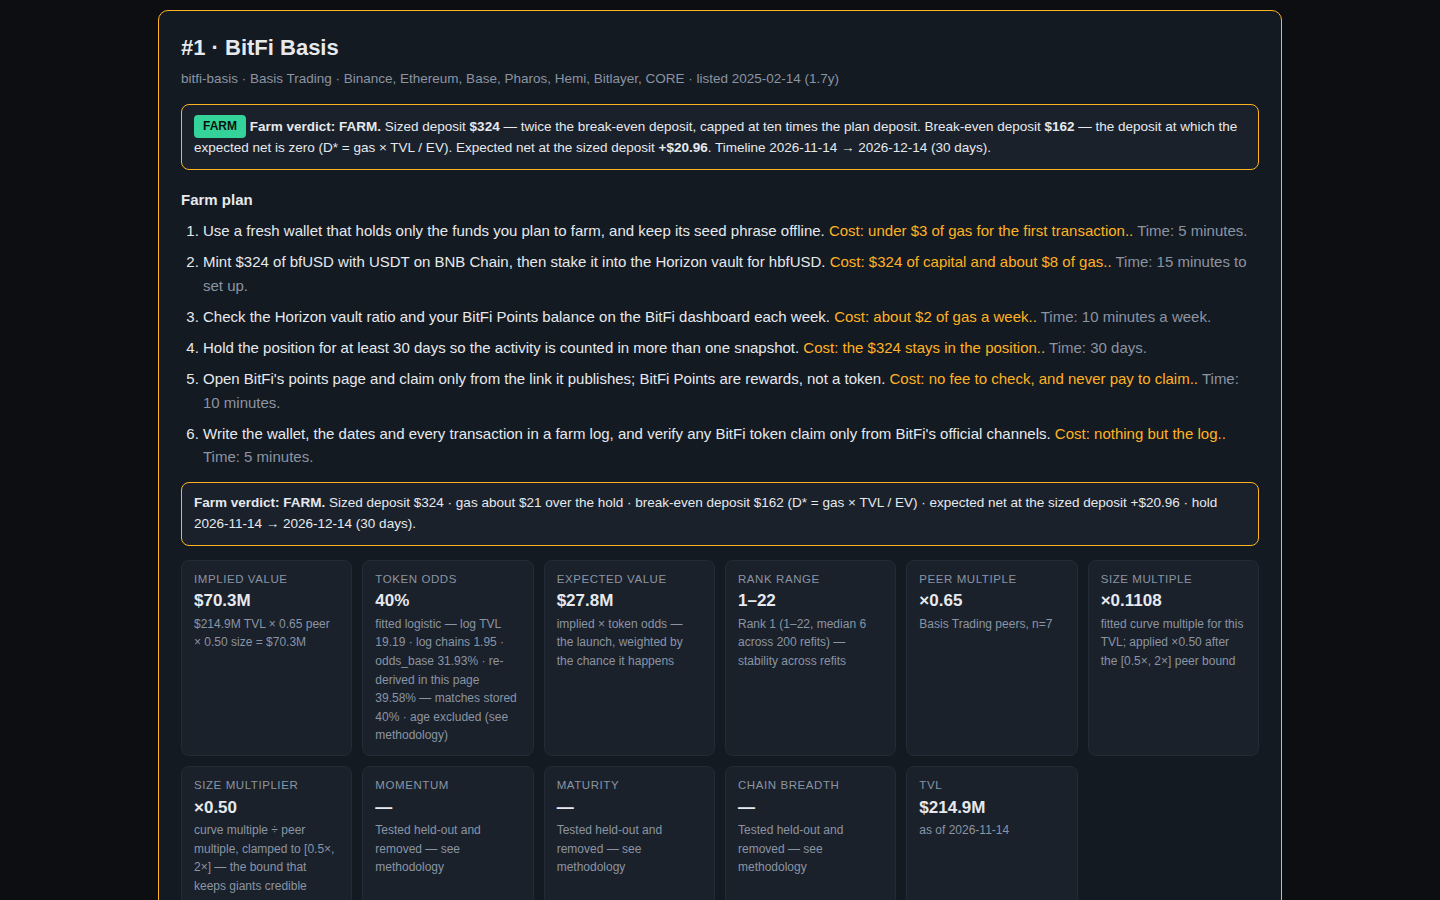 #1 · BitFi Basis
bitfi-basis · Basis Trading · Binance, Ethereum, Base, Pharos, Hemi, Bitlayer, CORE · listed 2025-02-14 (1.7y)
FARM Farm verdict: FARM. Sized deposit $324 — twice the break-even deposit, capped at ten times the plan deposit. Break-even deposit $162 — the deposit at which the
expected net is zero (D* = gas × TVL / EV). Expected net at the sized deposit +$20.96. Timeline 2026-11-14 → 2026-12-14 (30 days).
Farm plan
1. Use a fresh wallet that holds only the funds you plan to farm, and keep its seed phrase offline. Cost: under $3 of gas for the first transaction.. Time: 5 minutes.
2. Mint $324 of bfUSD with USDT on BNB Chain, then stake it into the Horizon vault for hbfUSD. Cost: $324 of capital and about $8 of gas.. Time: 15 minutes to
set up.
3. Check the Horizon vault ratio and your BitFi Points balance on the BitFi dashboard each week. Cost: about $2 of gas a week.. Time: 10 minutes a week.
4. Hold the position for at least 30 days so the activity is counted in more than one snapshot. Cost: the $324 stays in the position.. Time: 30 days.
5. Open BitFi's points page and claim only from the link it publishes; BitFi Points are rewards, not a token. Cost: no fee to check, and never pay to claim.. Time:
10 minutes.
6. Write the wallet, the dates and every transaction in a farm log, and verify any BitFi token claim only from BitFi's official channels. Cost: nothing but the log..
Time: 5 minutes.
Farm verdict: FARM. Sized deposit $324 · gas about $21 over the hold · break-even deposit $162 (D* = gas × TVL / EV) · expected net at the sized deposit +$20.96 · hold
2026-11-14 → 2026-12-14 (30 days).
IMPLIED VALUE
$70.3M
$214.9M TVL × 0.65 peer
× 0.50 size = $70.3M
TOKEN ODDS
40%
fitted logistic — log TVL
19.19 · log chains 1.95 ·
odds_base 31.93% · re-
derived in this page
39.58% — matches stored
40% · age excluded (see
methodology)
EXPECTED VALUE
$27.8M
implied × token odds —
the launch, weighted by
the chance it happens
RANK RANGE
1–22
Rank 1 (1–22, median 6
across 200 refits) —
stability across refits
PEER MULTIPLE
×0.65
Basis Trading peers, n=7
SIZE MULTIPLE
×0.1108
fitted curve multiple for this
TVL; applied ×0.50 after
the [0.5×, 2×] peer bound
SIZE MULTIPLIER
×0.50
curve multiple ÷ peer
multiple, clamped to [0.5×,
2×] — the bound that
keeps giants credible
MOMENTUM
—
Tested held-out and
removed — see
methodology
MATURITY
—
Tested held-out and
removed — see
methodology
CHAIN BREADTH
—
Tested held-out and
removed — see
methodology
TVL
$214.9M
as of 2026-11-14